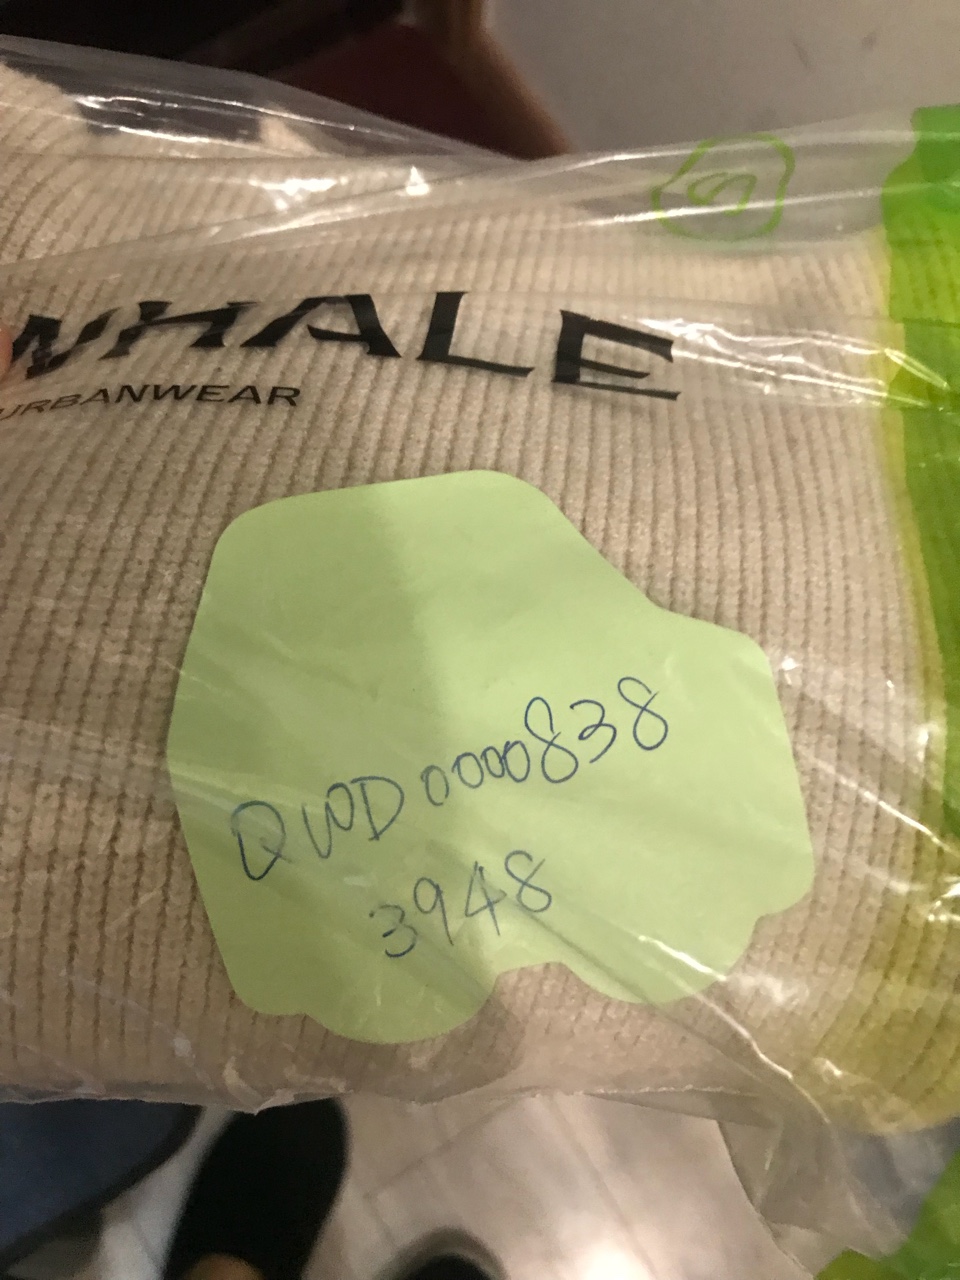 S
WHALE
URBANWEAR
QWD0000838
3948